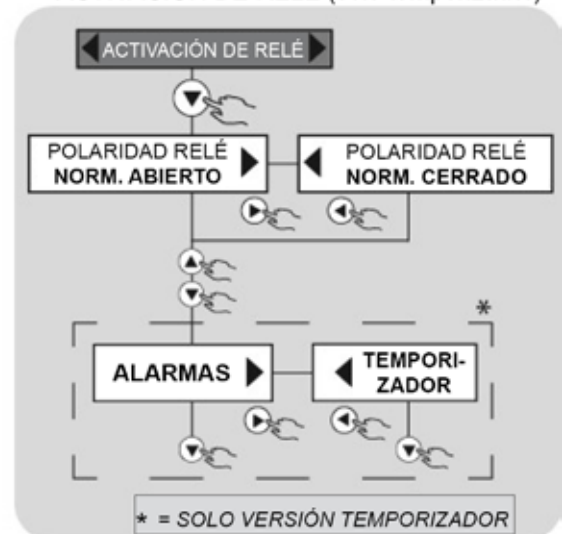 ACTIVACIÓN DE RELÉ
POLARIDAD RELÉ
NORM. ABIERTO
POLARIDAD RELÉ
NORM. CERRADO
*
ALARMAS
TEMPORI-
ZADOR
* = SOLO VERSIÓN TEMPORIZADOR